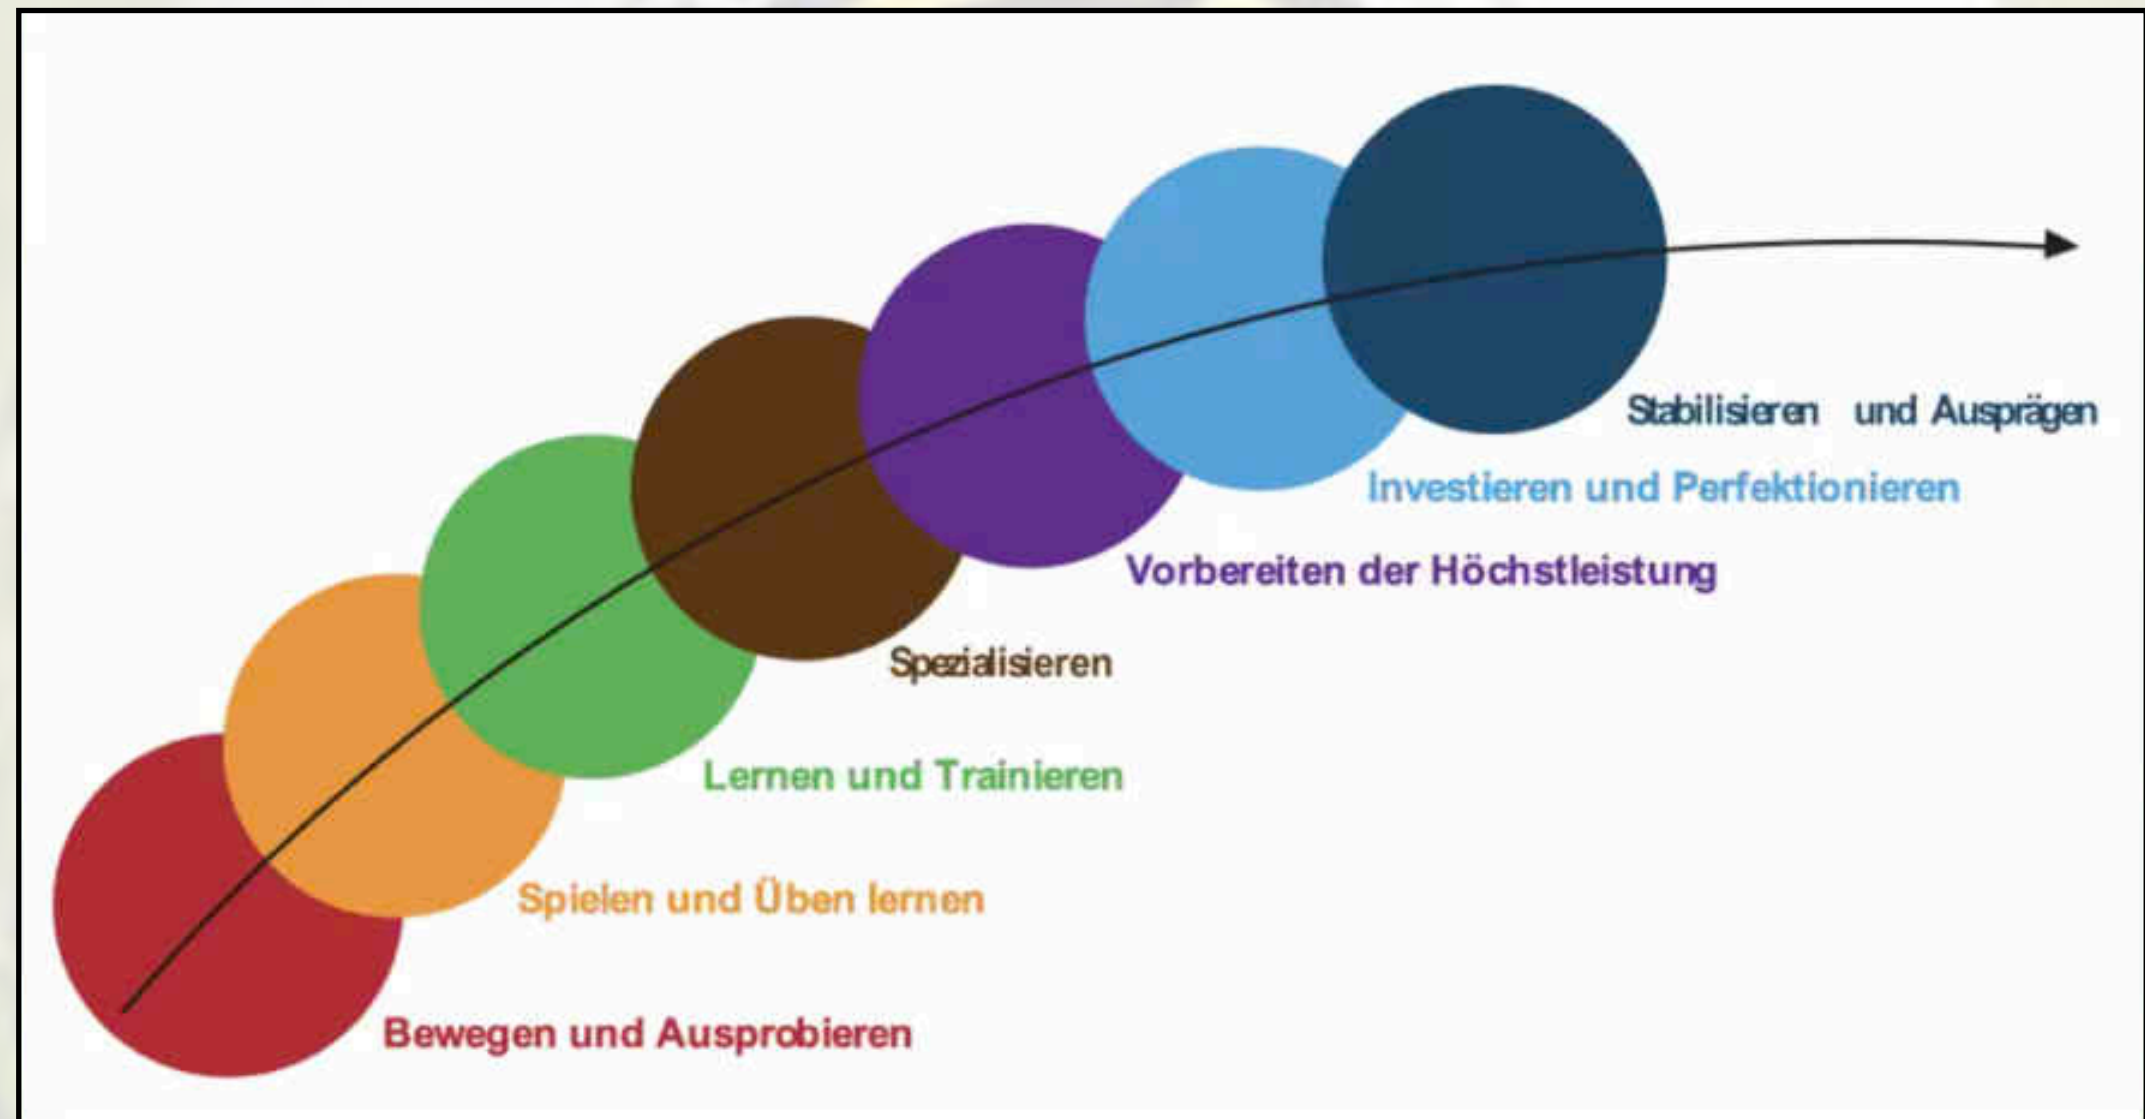 Stabilisieren und Ausprägen
Investieren und Perfektionieren
Vorbereiten der Höchstleistung
Spezialisieren
Lernen und Trainieren
Spielen und Üben lernen
Bewegen und Ausprobieren